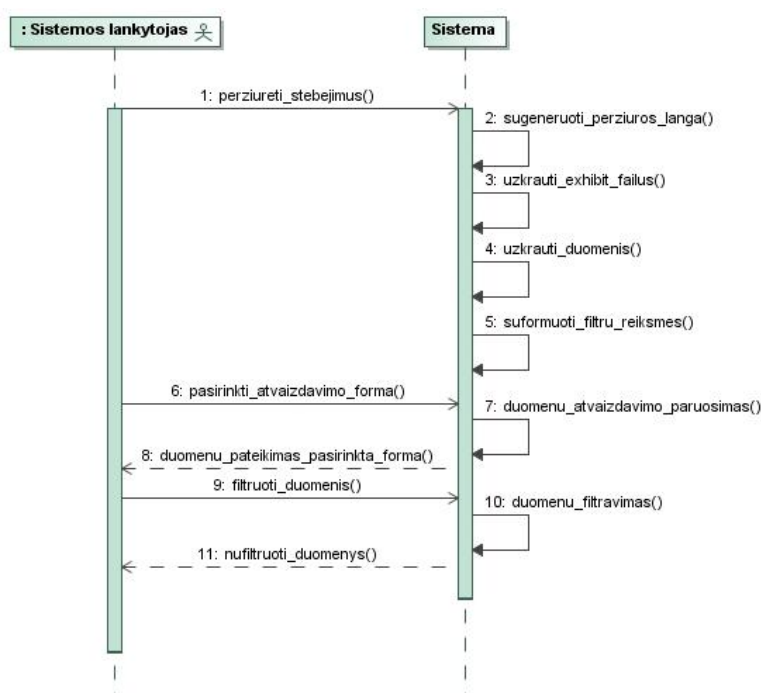 : Sistemos lankytojas
Sistema
1: perziureti_stebejimus()
2: sugeneruoti_perziuros_langa()
3: uzkrauti_exhibit_failus()
4: uzkrauti_duomenis()
5: suformuoti_filtru_reiksmes()
6: pasirinkti_atvaizdavimo_forma()
7: duomenu_atvaizdavimo_paruosimas()
8: duomenu_pateikimas_pasirinkta_forma()
9: filtruoti_duomenis()
10: duomenu_filtravimas()
11: nufiltruoti_duomenys()